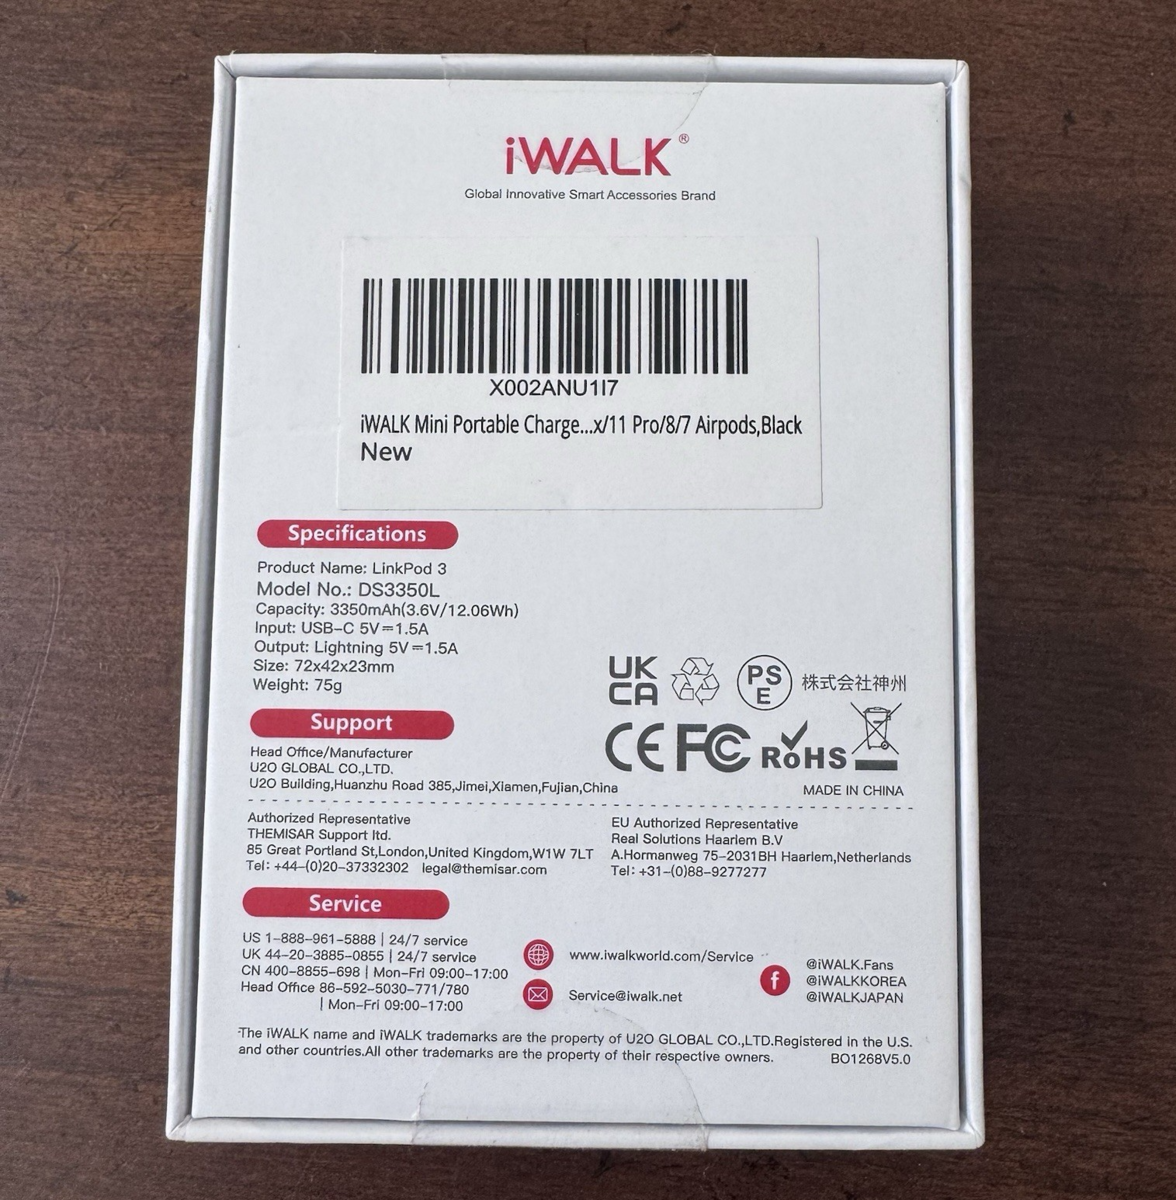 iWALK®
Global Innovative Smart Accessories Brand
X002ANU1I7
iWALK Mini Portable Charge...x/11 Pro/8/7 Airpods,Black
New
Specifications
Product Name: LinkPod 3
Model No.: DS3350L
Capacity: 3350mAh(3.6V/12.06Wh)
Input: USB-C 5V⎓1.5A
Output: Lightning 5V⎓1.5A
Size: 72x42x23mm
Weight: 75g
UK
CA
PS
E
株式会社神州
CE FC RoHS
MADE IN CHINA
Support
Head Office/Manufacturer
U2O GLOBAL CO.,LTD.
U2O Building,Huanzhu Road 385,Jimei,Xiamen,Fujian,China
Authorized Representative
THEMISAR Support ltd.
85 Great Portland St,London,United Kingdom,W1W 7LT
Tel: +44-(0)20-37332302 legal@themisar.com
EU Authorized Representative
Real Solutions Haarlem B.V
A.Hormanweg 75-2031BH Haarlem,Netherlands
Tel: +31-(0)88-9277277
Service
US 1-888-961-5888 | 24/7 service
UK 44-20-3885-0855 | 24/7 service
CN 400-8855-698 | Mon-Fri 09:00-17:00
Head Office 86-592-5030-771/780
| Mon-Fri 09:00-17:00
www.iwalkworld.com/Service
Service@iwalk.net
f
@iWALK.Fans
@iWALKKOREA
@iWALKJAPAN
The iWALK name and iWALK trademarks are the property of U2O GLOBAL CO.,LTD.Registered in the U.S.
and other countries.All other trademarks are the property of their respective owners.
BO1268V5.0